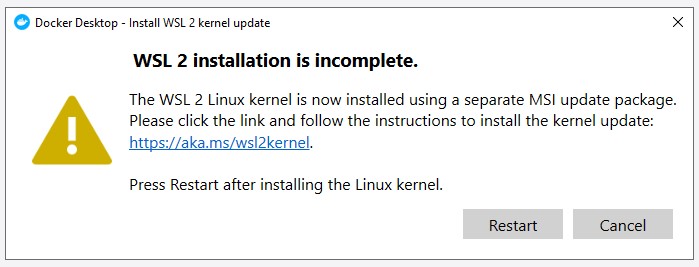 Docker Desktop - Install WSL 2 kernel update
WSL 2 installation is incomplete.
The WSL 2 Linux kernel is now installed using a separate MSI update package.
Please click the link and follow the instructions to install the kernel update:
https://aka.ms/wsl2kernel.
Press Restart after installing the Linux kernel.
Restart Cancel